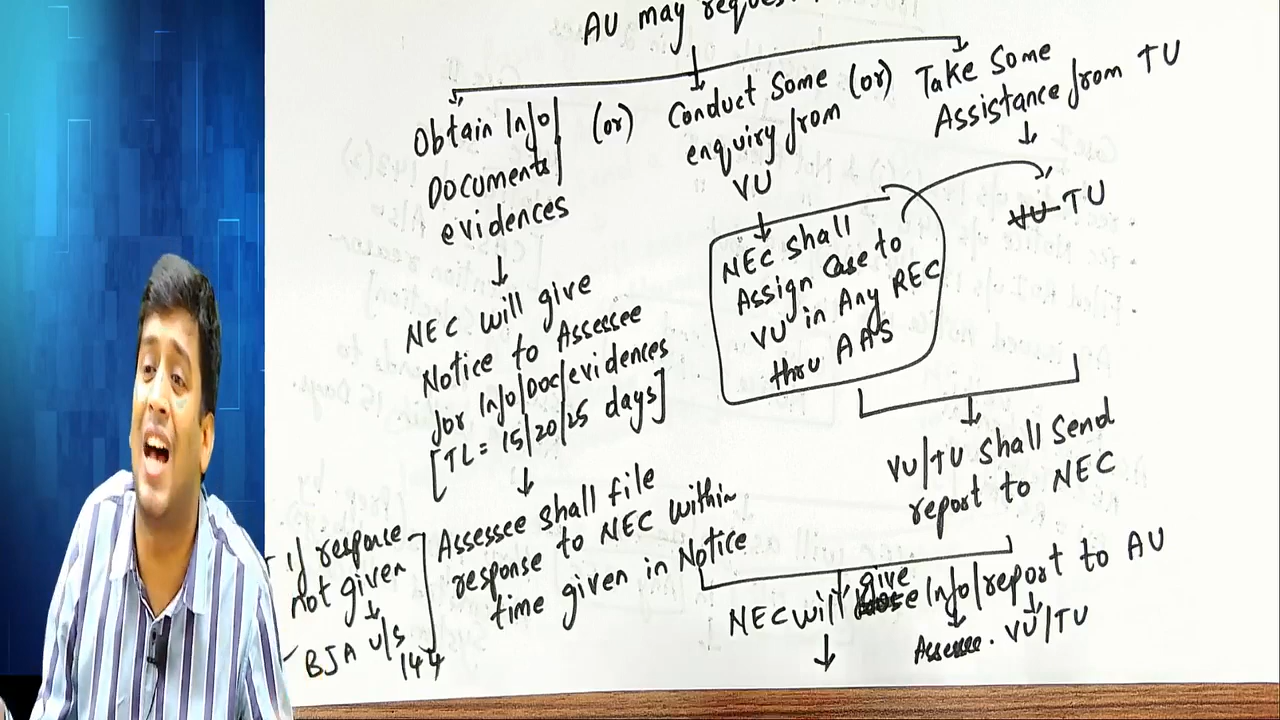 AU may request
Obtain Info/
Documents/
evidences
(or)
Conduct Some
enquiry from
VU
(or)
Take Some
Assistance from TU
NEC will give
Notice to Assessee
for Info/Doc/evidences
[TL = 15/20/25 days]
Assessee shall file
response to NEC within
time given in Notice
- if response
not given
BJA u/s
144
NEC shall
Assign Case to
VU in Any REC
thru AAS
VU TU
VU/TU shall send
report to NEC
NEC will give Info/report to AU
Assessee. VU/TU